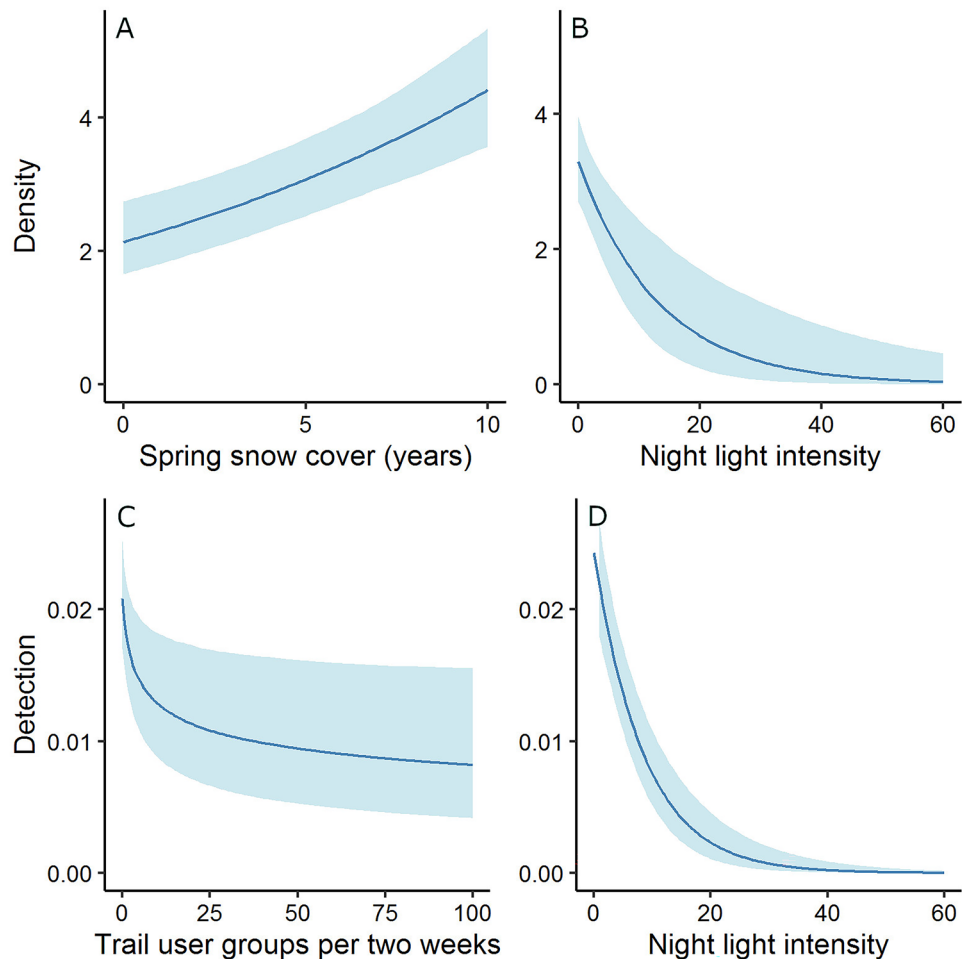 A
Density
4
2
0
0 5 10
Spring snow cover (years)
B
4
2
0
0 20 40 60
Night light intensity
C
Detection
0.02
0.01
0.00
0 25 50 75 100
Trail user groups per two weeks
D
0.02
0.01
0.00
0 20 40 60
Night light intensity